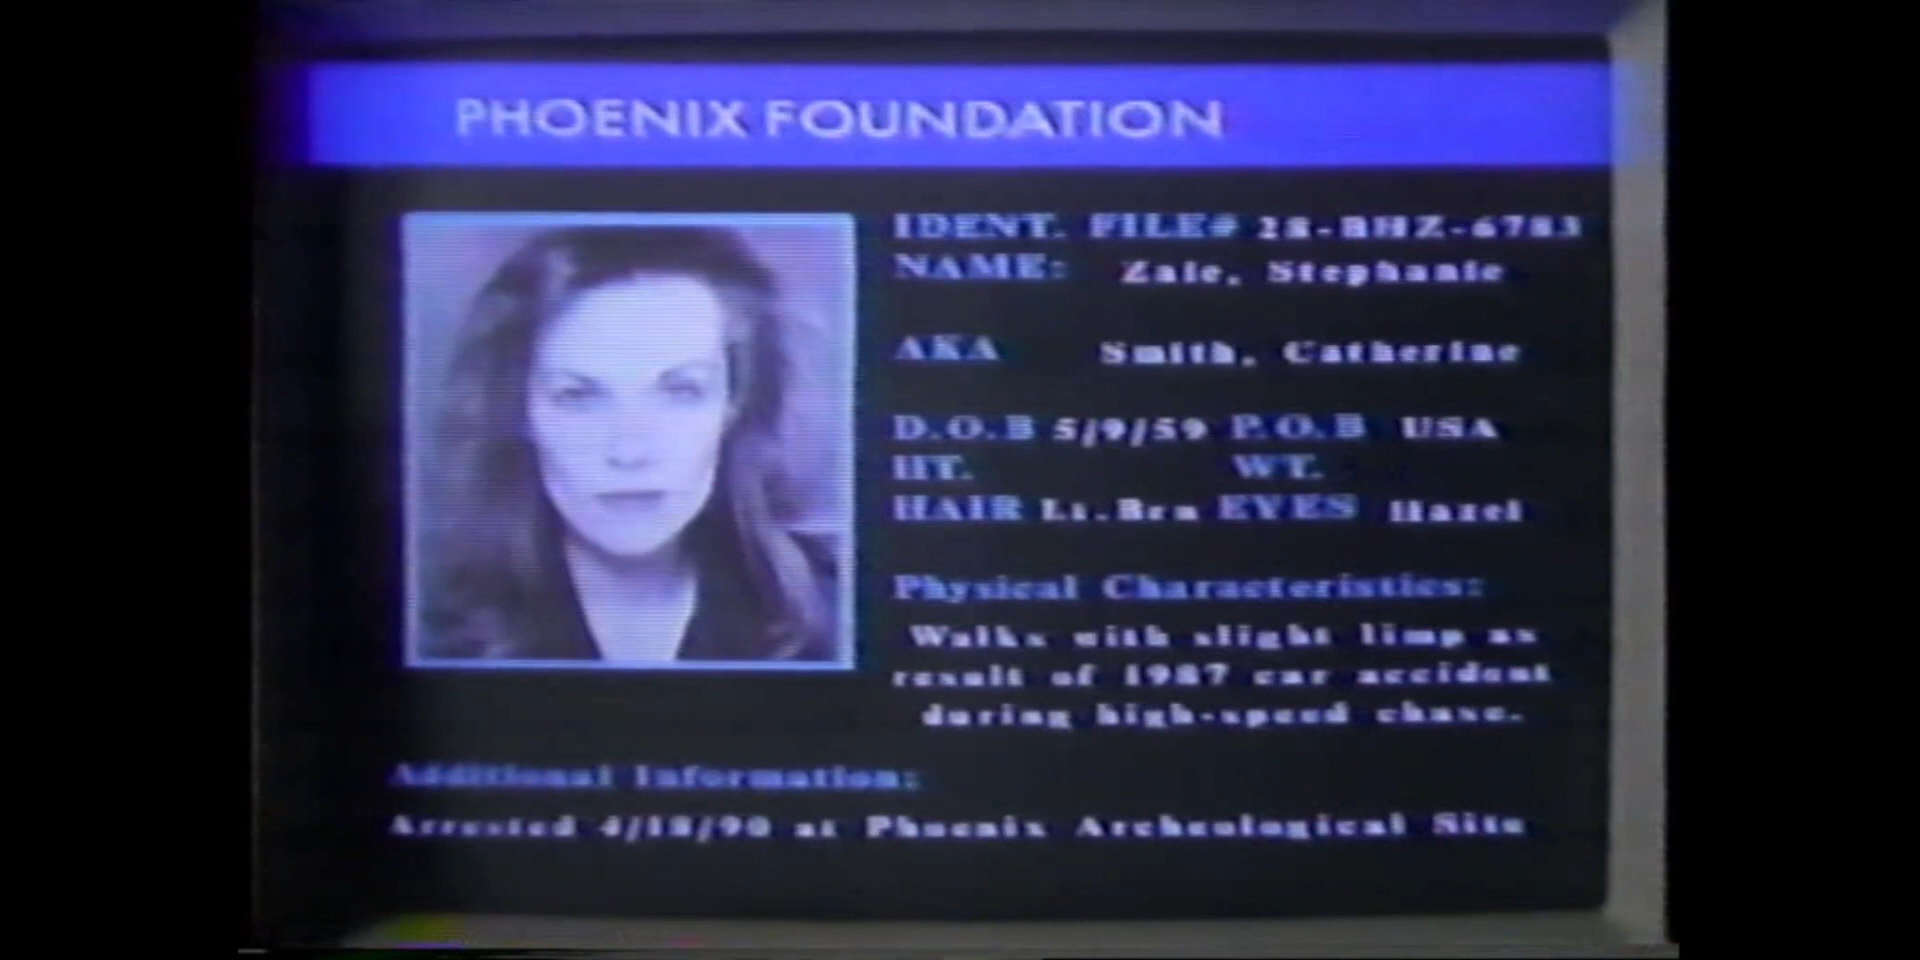 PHOENIX FOUNDATION
IDENT. FILE# 28-BHZ-6783
NAME: Zale, Stephanie
AKA Smith, Catherine
D.O.B 5/9/59 P.O.B USA
HT. WT.
HAIR Lt.Brn EYES Hazel
Physical Characteristics:
Walks with slight limp as
result of 1987 car accident
during high-speed chase.
Additional Information:
Arrested 4/18/90 at Phoenix Archeological Site